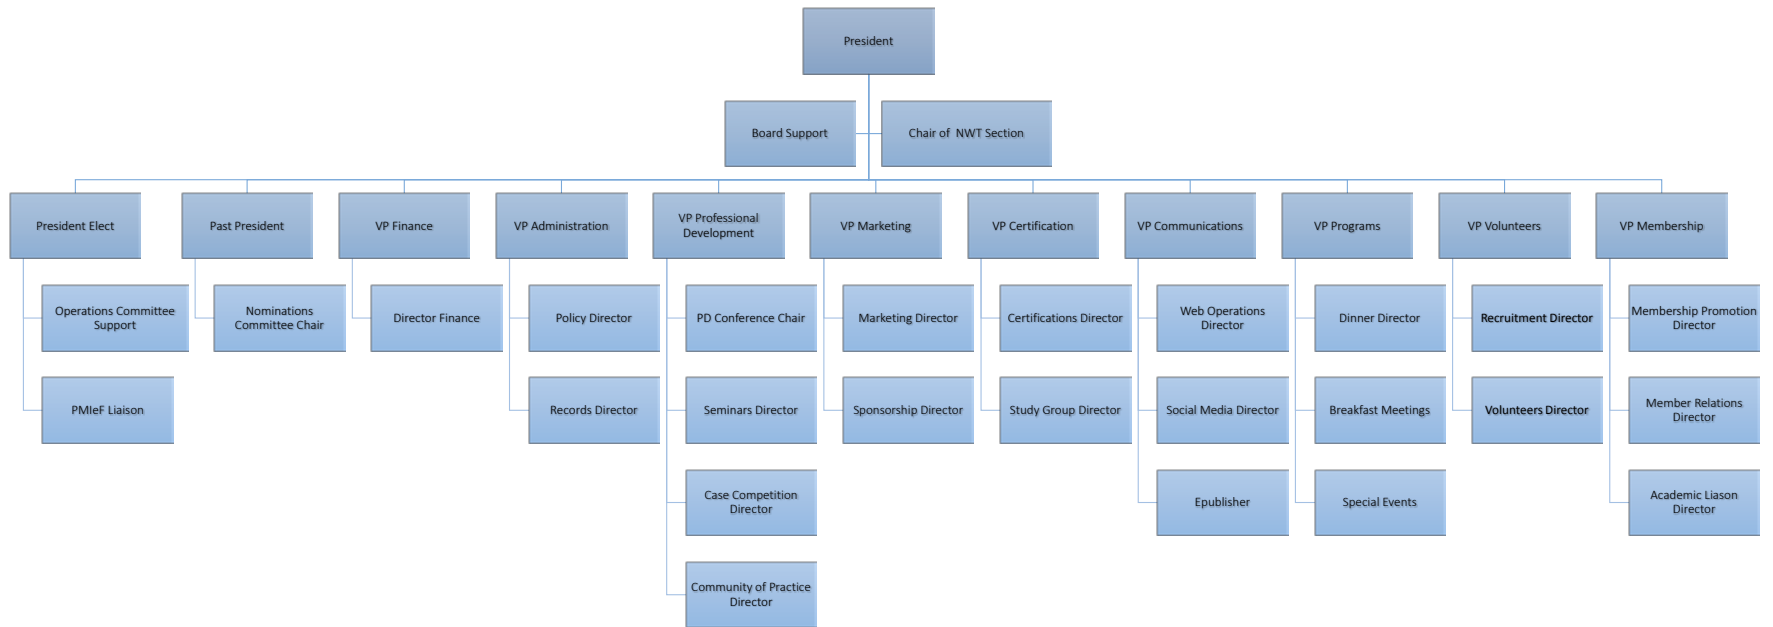 President
Board Support
Chair of  NWT Section
President Elect
Past President
VP Finance
VP Administration
VP Professional
Development
VP Marketing
VP Certification
VP Communications
VP Programs
VP Volunteers
VP Membership
Operations Committee
Support
Nominations
Committee Chair
Director Finance
Policy Director
PD Conference Chair
Marketing Director
Certifications Director
Web Operations
Director
Dinner Director
Recruitment Director
Membership Promotion
Director
PMIeF Liaison
Records Director
Seminars Director
Sponsorship Director
Study Group Director
Social Media Director
Breakfast Meetings
Volunteers Director
Member Relations
Director
Case Competition
Director
Epublisher
Special Events
Academic Liason
Director
Community of Practice
Director